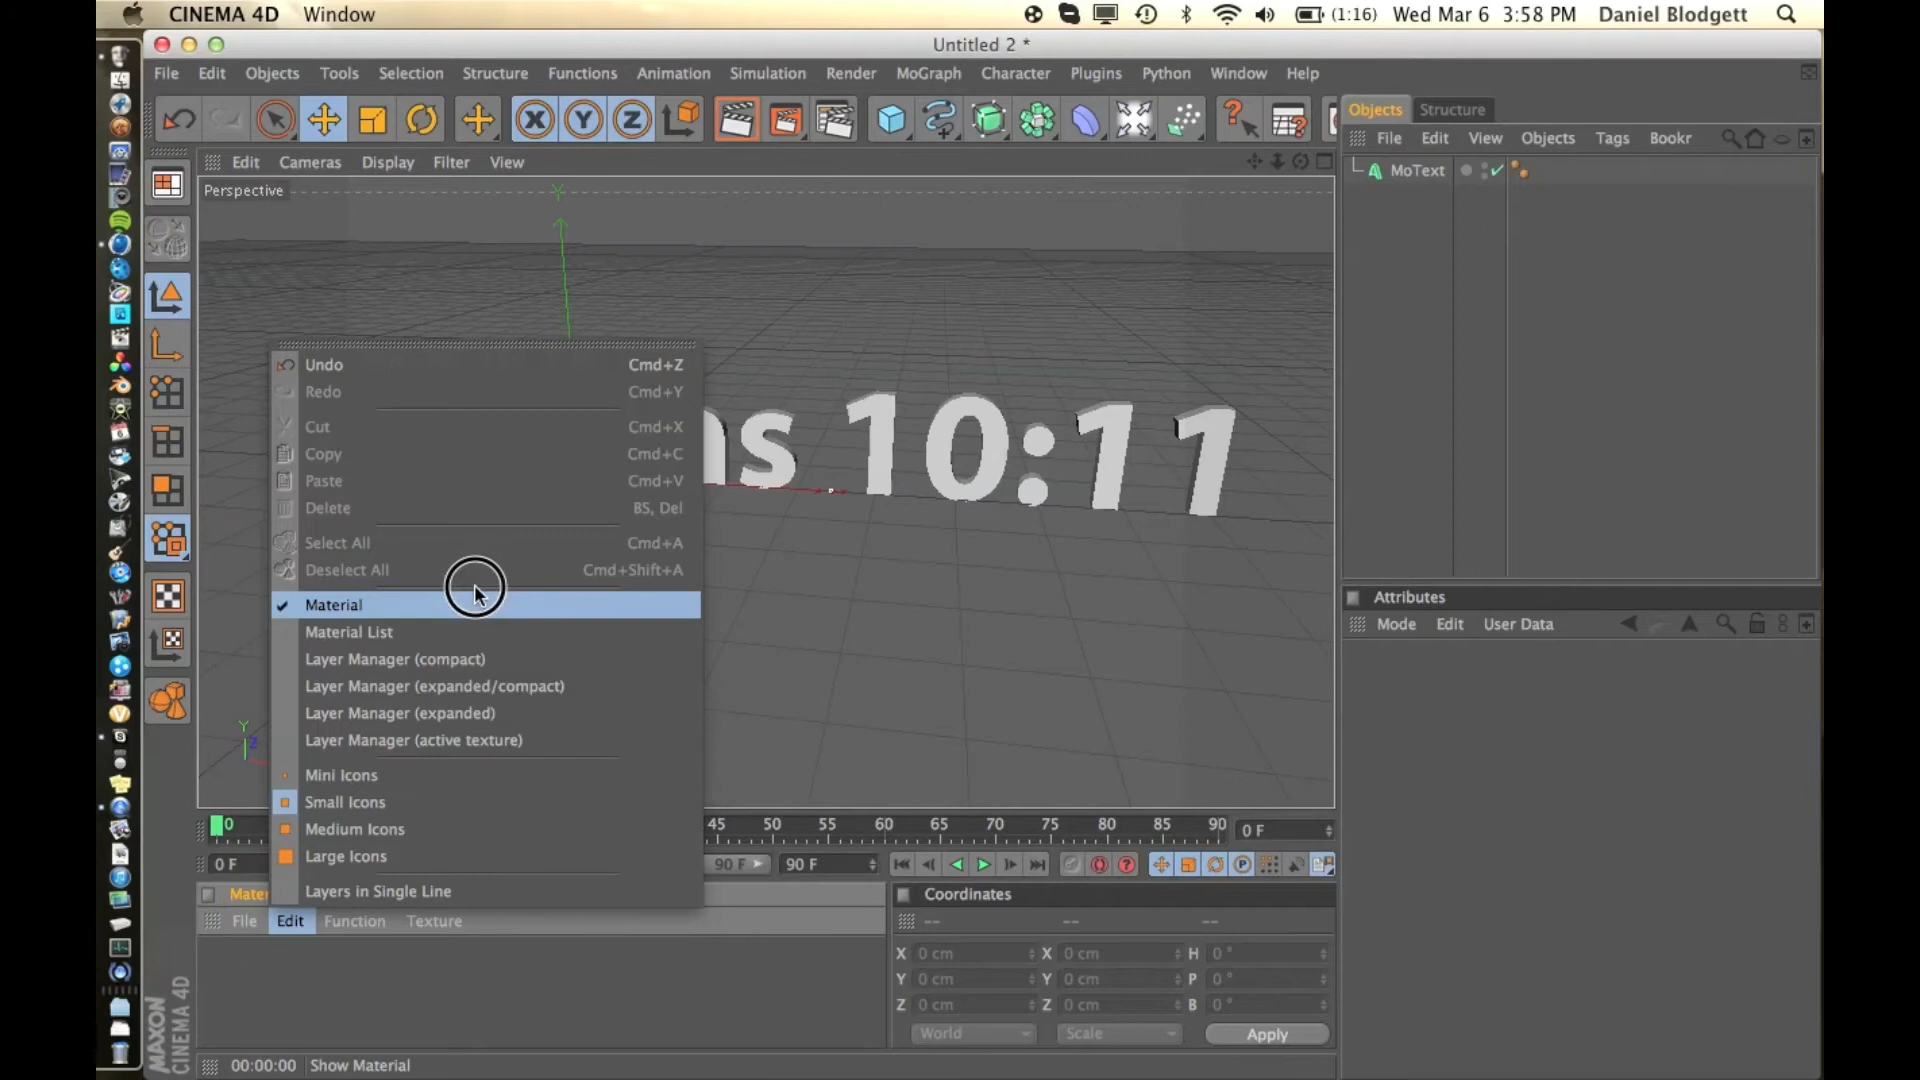 CINEMA 4D Window (1:16) Wed Mar 6 3:58 PM Daniel Blodgett
Untitled 2 *
File Edit Objects Tools Selection Structure Functions Animation Simulation Render MoGraph Character Plugins Python Window Help
Objects Structure
File Edit View Objects Tags Bookr
Edit Cameras Display Filter View
MoText
Perspective
Y
Undo Cmd+Z
Redo Cmd+Y
Cut Cmd+X
Copy Cmd+C
Paste Cmd+V
Delete BS, Del
Select All Cmd+A
Deselect All Cmd+Shift+A
Material
Material List
Layer Manager (compact)
Layer Manager (expanded/compact)
Layer Manager (expanded)
Layer Manager (active texture)
Mini Icons
Small Icons
Medium Icons
Large Icons
Layers in Single Line
ns 10:11
Y
Z
Attributes
Mode Edit User Data
0 45 50 55 60 65 70 75 80 85 90 0 F
0 F 90 F 90 F
Mater
File Edit Function Texture
Coordinates
-- -- --
X 0 cm X 0 cm H 0 °
Y 0 cm Y 0 cm P 0 °
Z 0 cm Z 0 cm B 0 °
World Scale Apply
MAXON
CINEMA 4D
00:00:00 Show Material